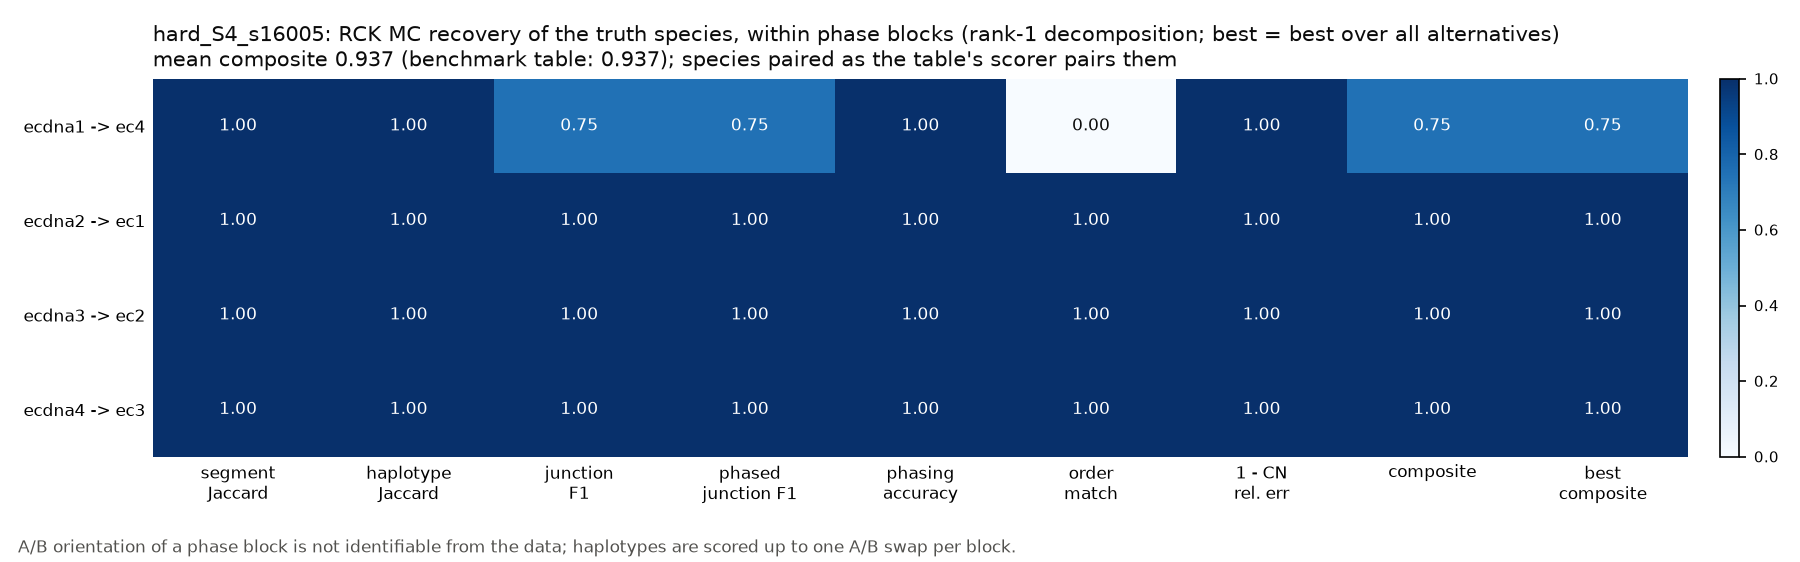 hard_S4_s16005: RCK MC recovery of the truth species, within phase blocks (rank-1 decomposition; best = best over all alternatives)
mean composite 0.937 (benchmark table: 0.937); species paired as the table's scorer pairs them
ecdna1 -> ec4 1.00 1.00 0.75 0.75 1.00 0.00 1.00 0.75 0.75
ecdna2 -> ec1 1.00 1.00 1.00 1.00 1.00 1.00 1.00 1.00 1.00
ecdna3 -> ec2 1.00 1.00 1.00 1.00 1.00 1.00 1.00 1.00 1.00
ecdna4 -> ec3 1.00 1.00 1.00 1.00 1.00 1.00 1.00 1.00 1.00
segment haplotype junction phased phasing order 1 - CN composite best
Jaccard Jaccard F1 junction F1 accuracy match rel. err composite
1.0
0.8
0.6
0.4
0.2
0.0
A/B orientation of a phase block is not identifiable from the data; haplotypes are scored up to one A/B swap per block.